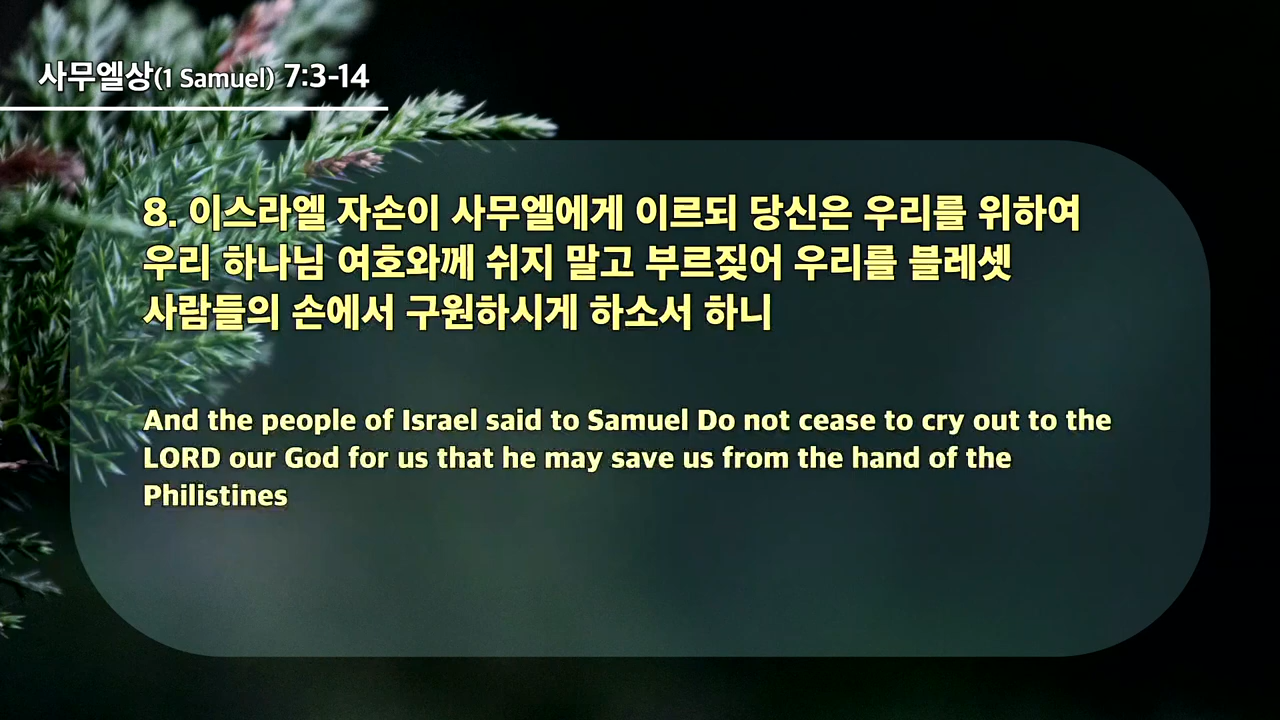 사무엘상(1 Samuel) 7:3-14
8. 이스라엘 자손이 사무엘에게 이르되 당신은 우리를 위하여
우리 하나님 여호와께 쉬지 말고 부르짖어 우리를 블레셋
사람들의 손에서 구원하시게 하소서 하니
And the people of Israel said to Samuel Do not cease to cry out to the
LORD our God for us that he may save us from the hand of the
Philistines